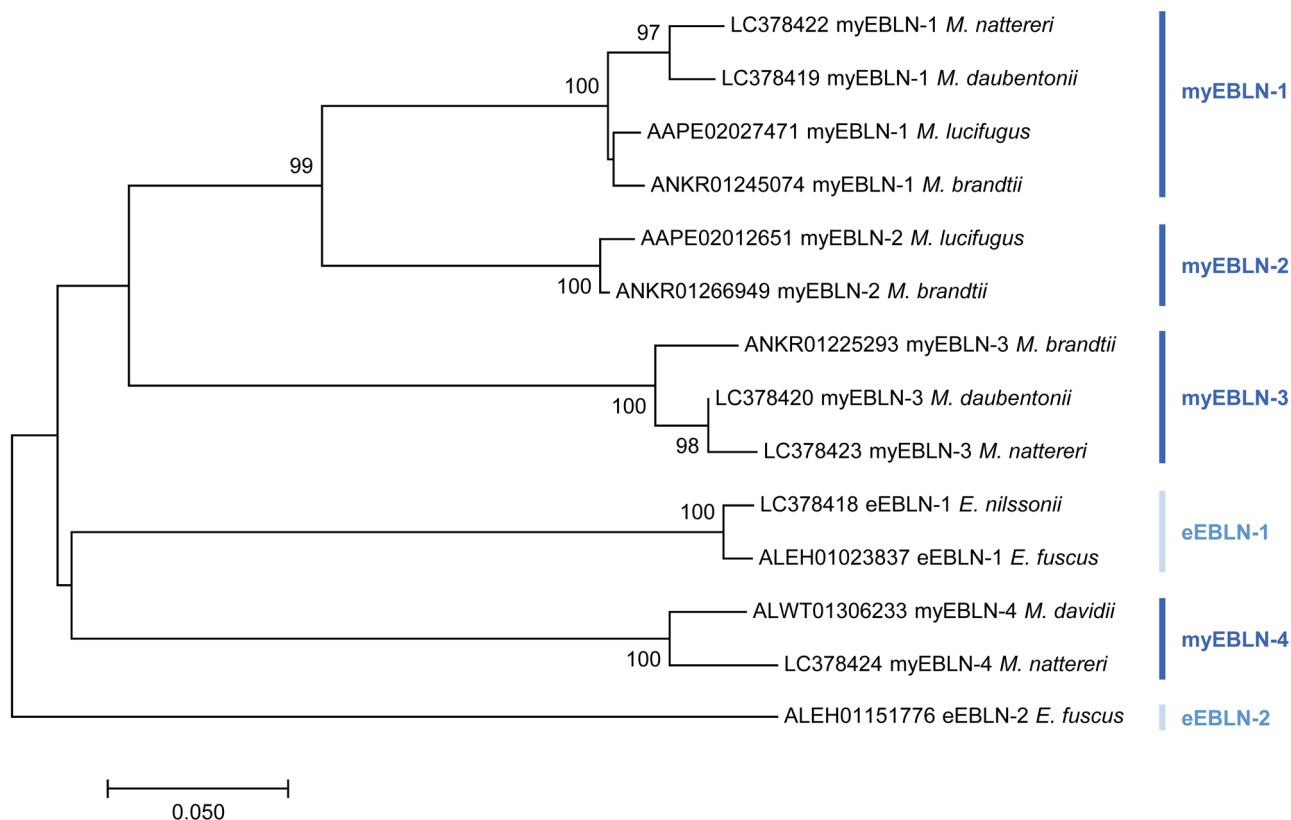 LC378422 myEBLN-1 M. nattereri
97
LC378419 myEBLN-1 M. daubentonii
100
myEBLN-1
AAPE02027471 myEBLN-1 M. lucifugus
99
ANKR01245074 myEBLN-1 M. brandtii
AAPE02012651 myEBLN-2 M. lucifugus
myEBLN-2
100
ANKR01266949 myEBLN-2 M. brandtii
ANKR01225293 myEBLN-3 M. brandtii
LC378420 myEBLN-3 M. daubentonii
myEBLN-3
100
98
LC378423 myEBLN-3 M. nattereri
LC378418 eEBLN-1 E. nilssonii
100
eEBLN-1
ALEH01023837 eEBLN-1 E. fuscus
ALWT01306233 myEBLN-4 M. davidii
myEBLN-4
100
LC378424 myEBLN-4 M. nattereri
ALEH01151776 eEBLN-2 E. fuscus
eEBLN-2
0.050